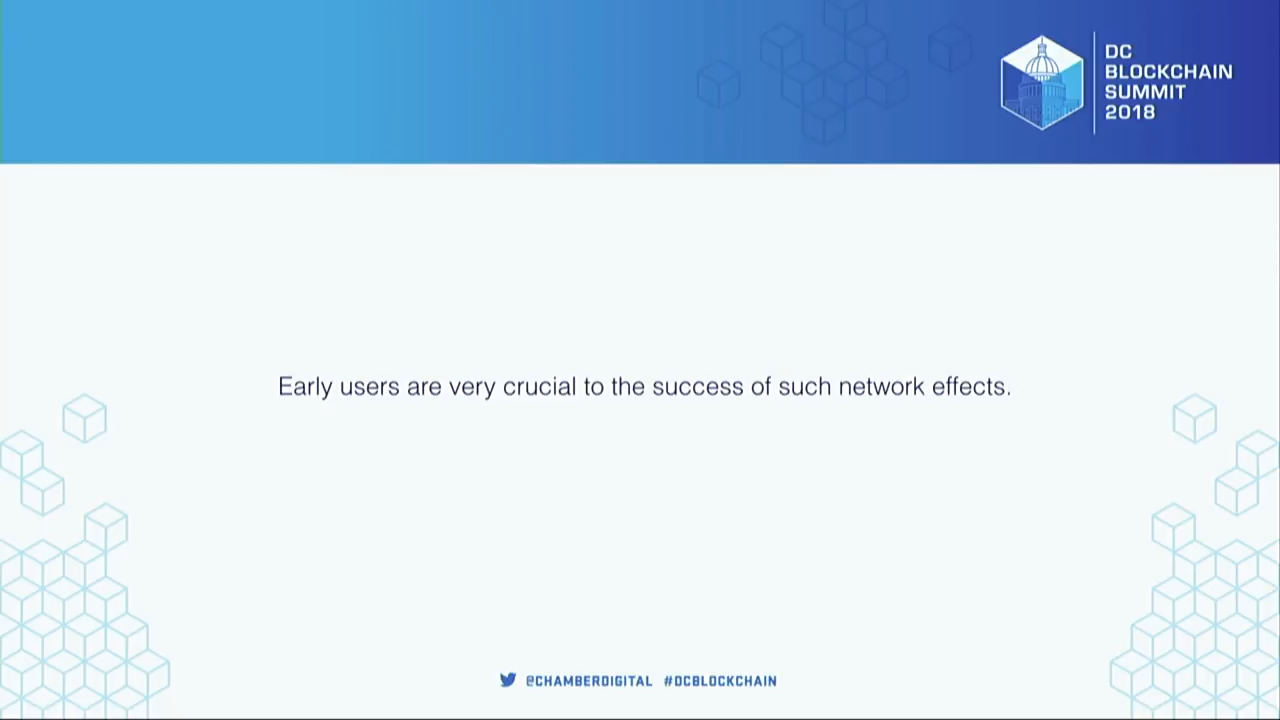 DC
BLOCKCHAIN
SUMMIT
2018
Early users are very crucial to the success of such network effects.
@CHAMBERDIGITAL #DCBLOCKCHAIN